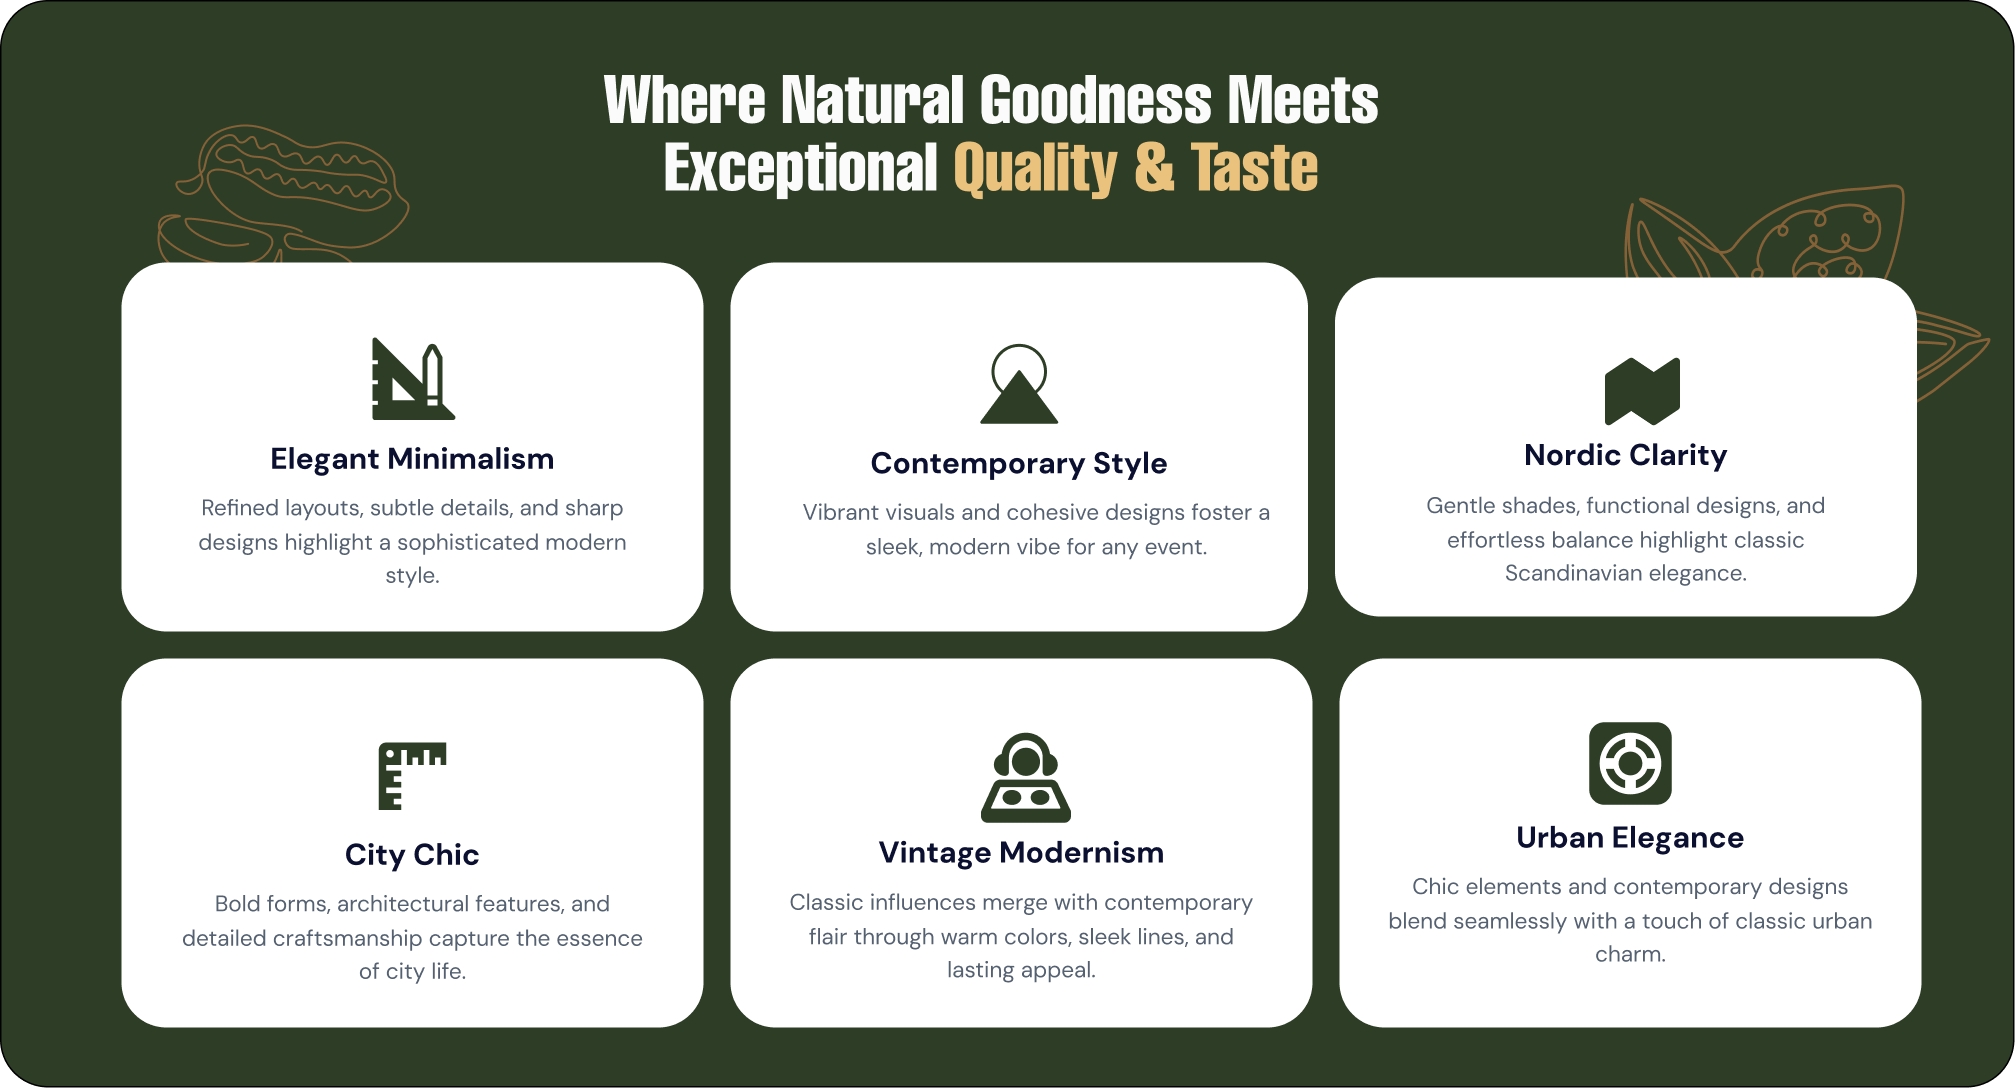 Where Natural Goodness Meets
Exceptional Quality & Taste
Elegant Minimalism
Refined layouts, subtle details, and sharp
designs highlight a sophisticated modern
style.
Contemporary Style
Vibrant visuals and cohesive designs foster a
sleek, modern vibe for any event.
Nordic Clarity
Gentle shades, functional designs, and
effortless balance highlight classic
Scandinavian elegance.
City Chic
Bold forms, architectural features, and
detailed craftsmanship capture the essence
of city life.
Vintage Modernism
Classic influences merge with contemporary
flair through warm colors, sleek lines, and
lasting appeal.
Urban Elegance
Chic elements and contemporary designs
blend seamlessly with a touch of classic urban
charm.